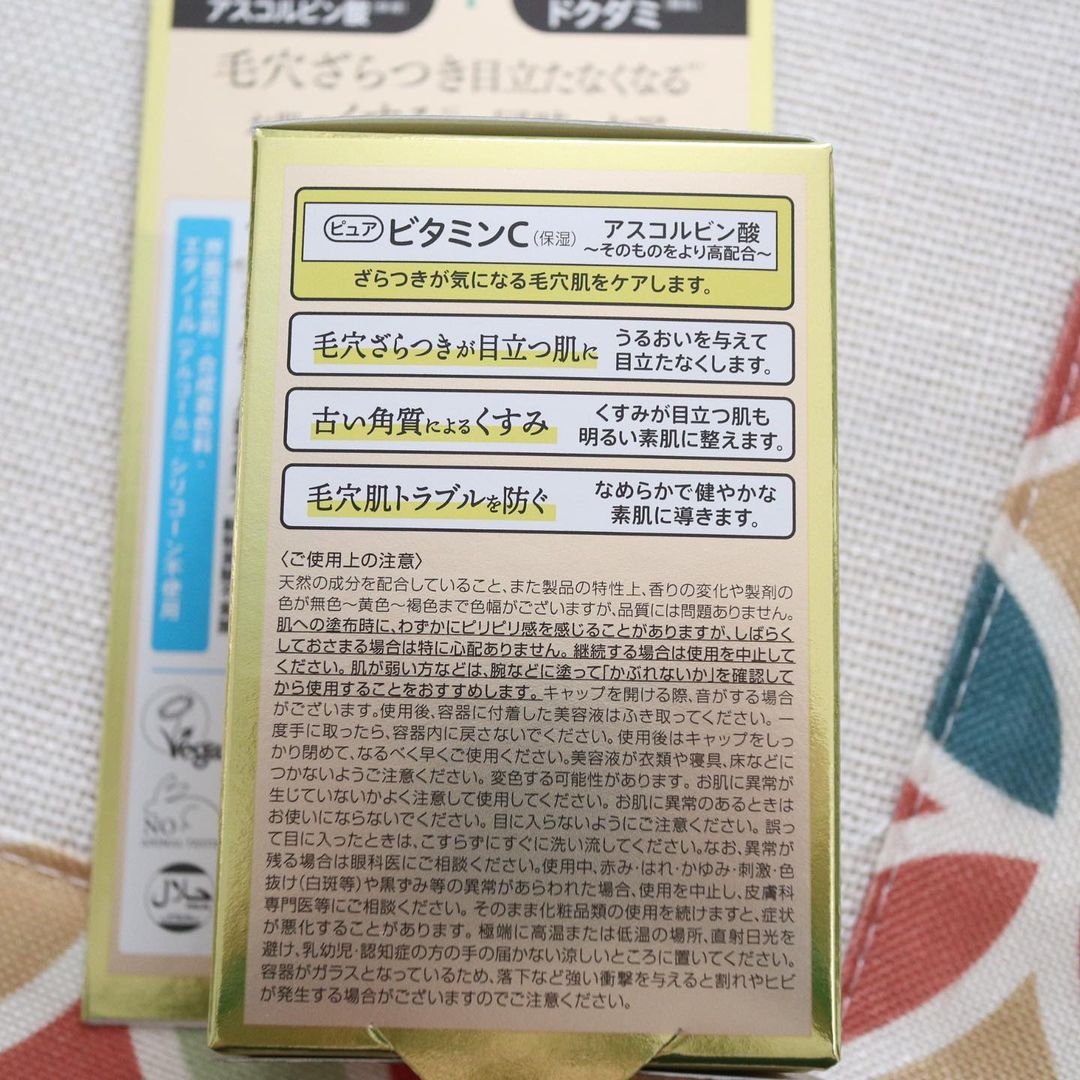 アスコルビン酸
ドクダミ
毛穴ざらつき目立たなくなる
ピュア ビタミンC(保湿) アスコルビン酸
～そのものをより高配合～
ざらつきが気になる毛穴肌をケアします。
毛穴ざらつきが目立つ肌に うるおいを与えて
目立たなくします。
古い角質によるくすみ くすみが目立つ肌も
明るい素肌に整えます。
毛穴肌トラブルを防ぐ なめらかで健やかな
素肌に導きます。
〈ご使用上の注意〉
天然の成分を配合していること、また製品の特性上、香りの変化や製剤の
色が無色～黄色～褐色まで色幅がございますが、品質には問題ありません。
肌への塗布時に、わずかにピリピリ感を感じることがありますが、しばらく
しておさまる場合は特に心配ありません。継続する場合は使用を中止して
ください。肌が弱い方などは、腕などに塗って「かぶれないか」を確認して
から使用することをおすすめします。キャップを開ける際、音がする場合
がございます。使用後、容器に付着した美容液はふき取ってください。一
度手に取ったら、容器内に戻さないでください。使用後はキャップをしっ
かり閉めて、なるべく早くご使用ください。美容液が衣類や寝具、床などに
つかないようご注意ください。変色する可能性があります。お肌に異常が
生じていないかよく注意して使用してください。お肌に異常のあるときは
お使いにならないでください。目に入らないようにご注意ください。誤っ
て目に入ったときは、こすらずにすぐに洗い流してください。なお、異常が
残る場合は眼科医にご相談ください。使用中、赤み・はれ・かゆみ・刺激・色
抜け(白斑等)や黒ずみ等の異常があらわれた場合、使用を中止し、皮膚科
専門医等にご相談ください。そのまま化粧品類の使用を続けますと、症状
が悪化することがあります。極端に高温または低温の場所、直射日光を
避け、乳幼児・認知症の方の手の届かない涼しいところに置いてください。
容器がガラスとなっているため、落下など強い衝撃を与えると割れやヒビ
が発生する場合がございますのでご注意ください。
界面活性剤・合成着色料・
エタノール(アルコール)・シリコーン不使用
Vega
NO